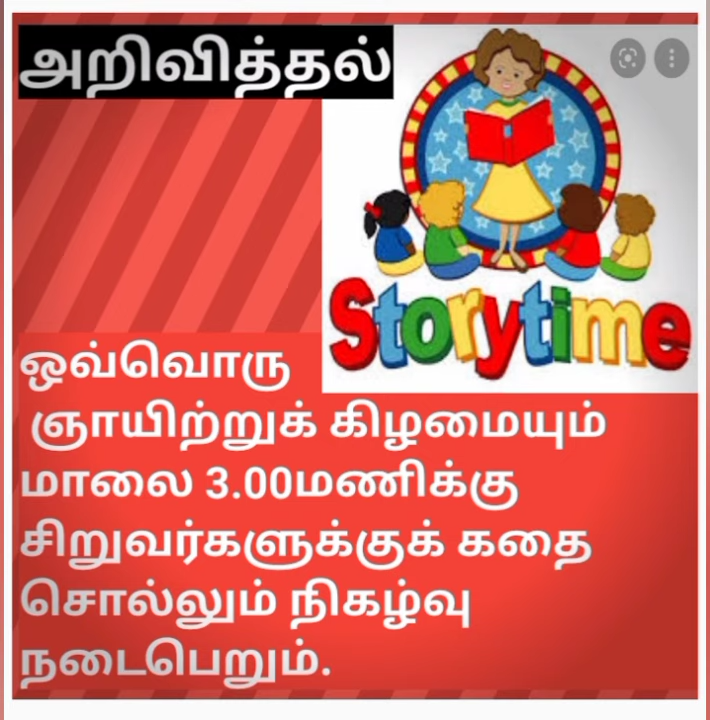 அறிவித்தல்
Storytime
ஒவ்வொரு
ஞாயிற்றுக் கிழமையும்
மாலை 3.00மணிக்கு
சிறுவர்களுக்குக் கதை
சொல்லும் நிகழ்வு
நடைபெறும்.